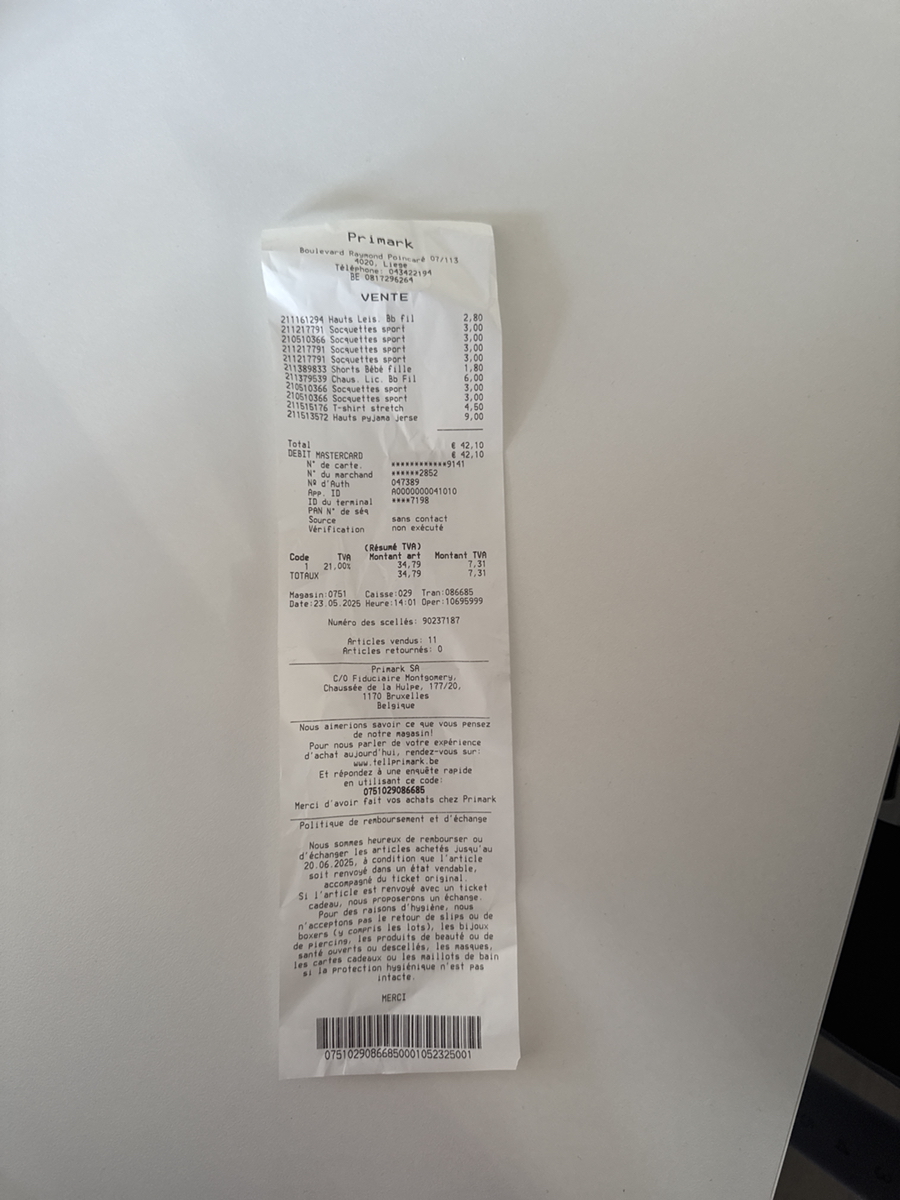 Primark
Boulevard Raymond Poincaré 07/113
4020, Liege
Téléphone: 043422194
BE 0817296264
VENTE
211161294 Hauts Leis. Bb fil 2,80
211217791 Socquettes sport 3,00
210510366 Socquettes sport 3,00
211217791 Socquettes sport 3,00
211217791 Socquettes sport 3,00
211389833 Shorts Bébé fille 1,80
211379539 Chaus. Lic. Bb Fil 6,00
210510366 Socquettes sport 3,00
210510366 Socquettes sport 3,00
211515176 T-shirt stretch 4,50
211513572 Hauts pyjama jerse 9,00
Total € 42,10
DEBIT MASTERCARD € 42,10
N° de carte. ************9141
N° du marchand ******2852
Nº d'Auth 047389
App. ID A0000000041010
ID du terminal ****7198
PAN N° de séq
Source sans contact
Vérification non exécuté
(Résumé TVA)
Code TVA Montant art Montant TVA
1 21,00% 34,79 7,31
TOTAUX 34,79 7,31
Magasin:0751 Caisse:029 Tran:086685
Date:23.05.2025 Heure:14:01 Oper:10695999
Numéro des scellés: 90237187
Articles vendus: 11
Articles retournés: 0
Primark SA
C/O Fiduciaire Montgomery,
Chaussée de la Hulpe, 177/20,
1170 Bruxelles
Belgique
Nous aimerions savoir ce que vous pensez
de notre magasin!
Pour nous parler de votre expérience
d'achat aujourd'hui, rendez-vous sur:
www.tellprimark.be
Et répondez à une enquête rapide
en utilisant ce code:
0751029086685
Merci d'avoir fait vos achats chez Primark
Politique de remboursement et d'échange
Nous sommes heureux de rembourser ou
d'échanger les articles achetés jusqu'au
20.06.2025, à condition que l'article
soit renvoyé dans un état vendable,
accompagné du ticket original.
Si l'article est renvoyé avec un ticket
cadeau, nous proposerons un échange.
Pour des raisons d'hygiène, nous
n'acceptons pas le retour de slips ou de
boxers (y compris les lots), les bijoux
de piercing, les produits de beauté ou de
santé ouverts ou descellés, les masques,
les cartes cadeaux ou les maillots de bain
si la protection hygiénique n'est pas
intacte.
MERCI
07510290866850001052325001